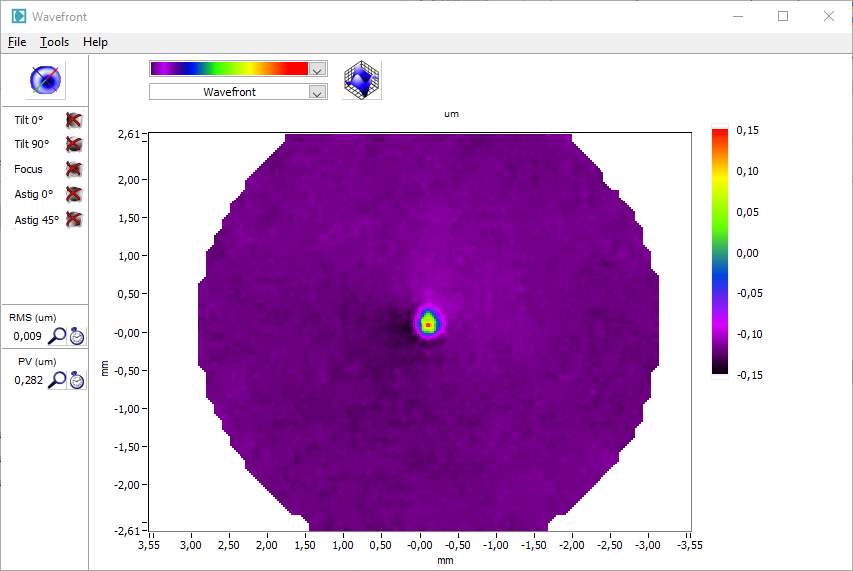 Wavefront
File Tools Help
Wavefront
um
Tilt 0°
Tilt 90°
Focus
Astig 0°
Astig 45°
RMS (um)
0,009
PV (um)
0,282
2,61
2,00
1,50
1,00
0,50
-0,00
-0,50
-1,00
-1,50
-2,00
-2,61
mm
3,55 3,00 2,50 2,00 1,50 1,00 0,50 -0,00 -0,50 -1,00 -1,50 -2,00 -2,50 -3,00 -3,55
mm
0,15
0,10
0,05
0,00
-0,05
-0,10
-0,15